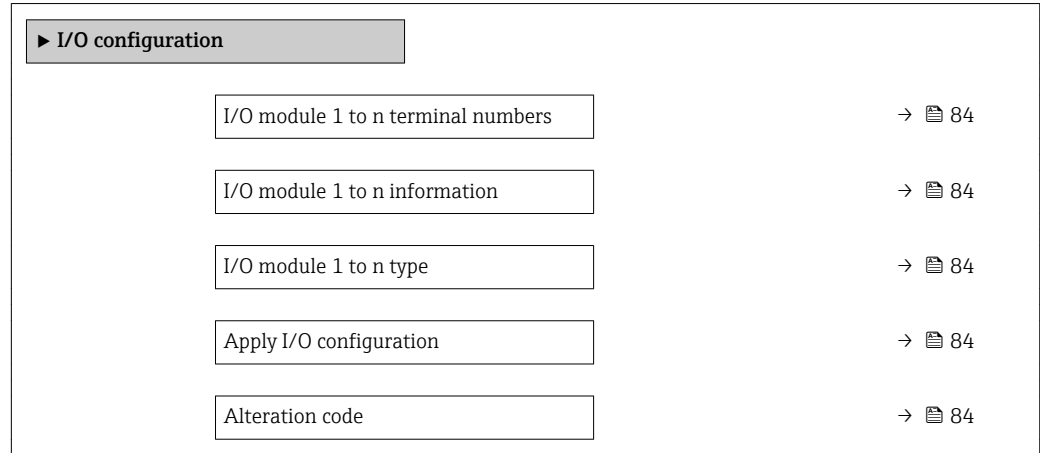 ► I/O configuration
I/O module 1 to n terminal numbers → 84
I/O module 1 to n information → 84
I/O module 1 to n type → 84
Apply I/O configuration → 84
Alteration code → 84